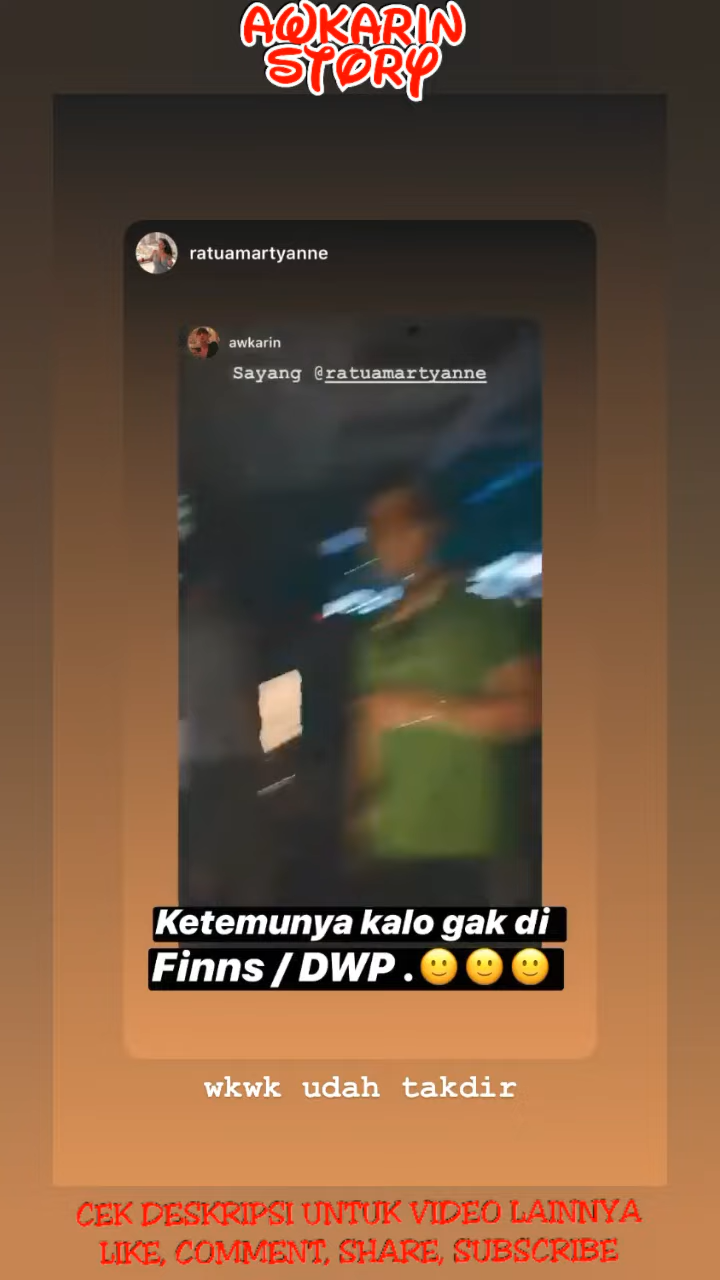 AWKARIN
STORY
ratuamartyanne
awkarin
Sayang @ratuamartyanne
Ketemunya kalo gak di
Finns / DWP .🙂🙂🙂
wkwk udah takdir
CEK DESKRIPSI UNTUK VIDEO LAINNYA
LIKE, COMMENT, SHARE, SUBSCRIBE